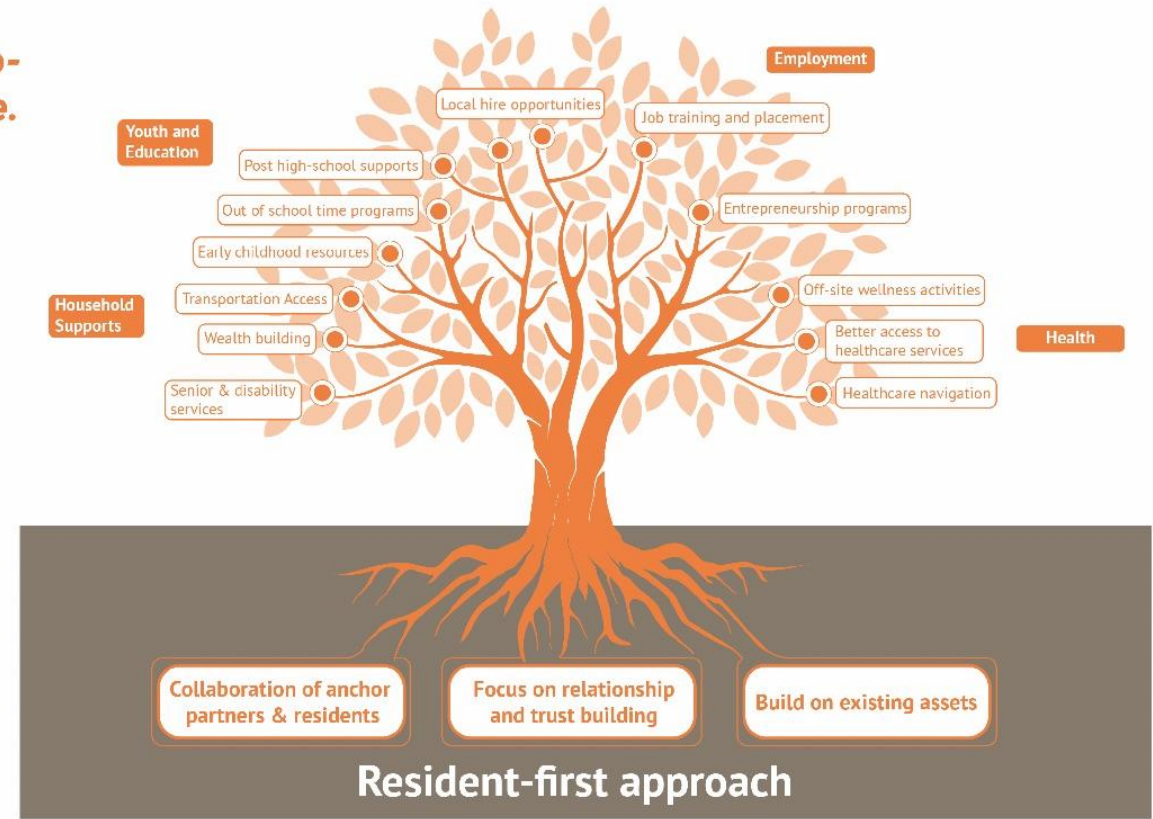 e.
Employment
Local hire opportunities
Job training and placement
Youth and
Education
Post high-school supports
Out of school time programs
Entrepreneurship programs
Early childhood resources
Household
Supports
Transportation Access
Off-site wellness activities
Wealth building
Better access to
healthcare services
Health
Senior & disability
services
Healthcare navigation
Collaboration of anchor
partners & residents
Focus on relationship
and trust building
Build on existing assets
Resident-first approach